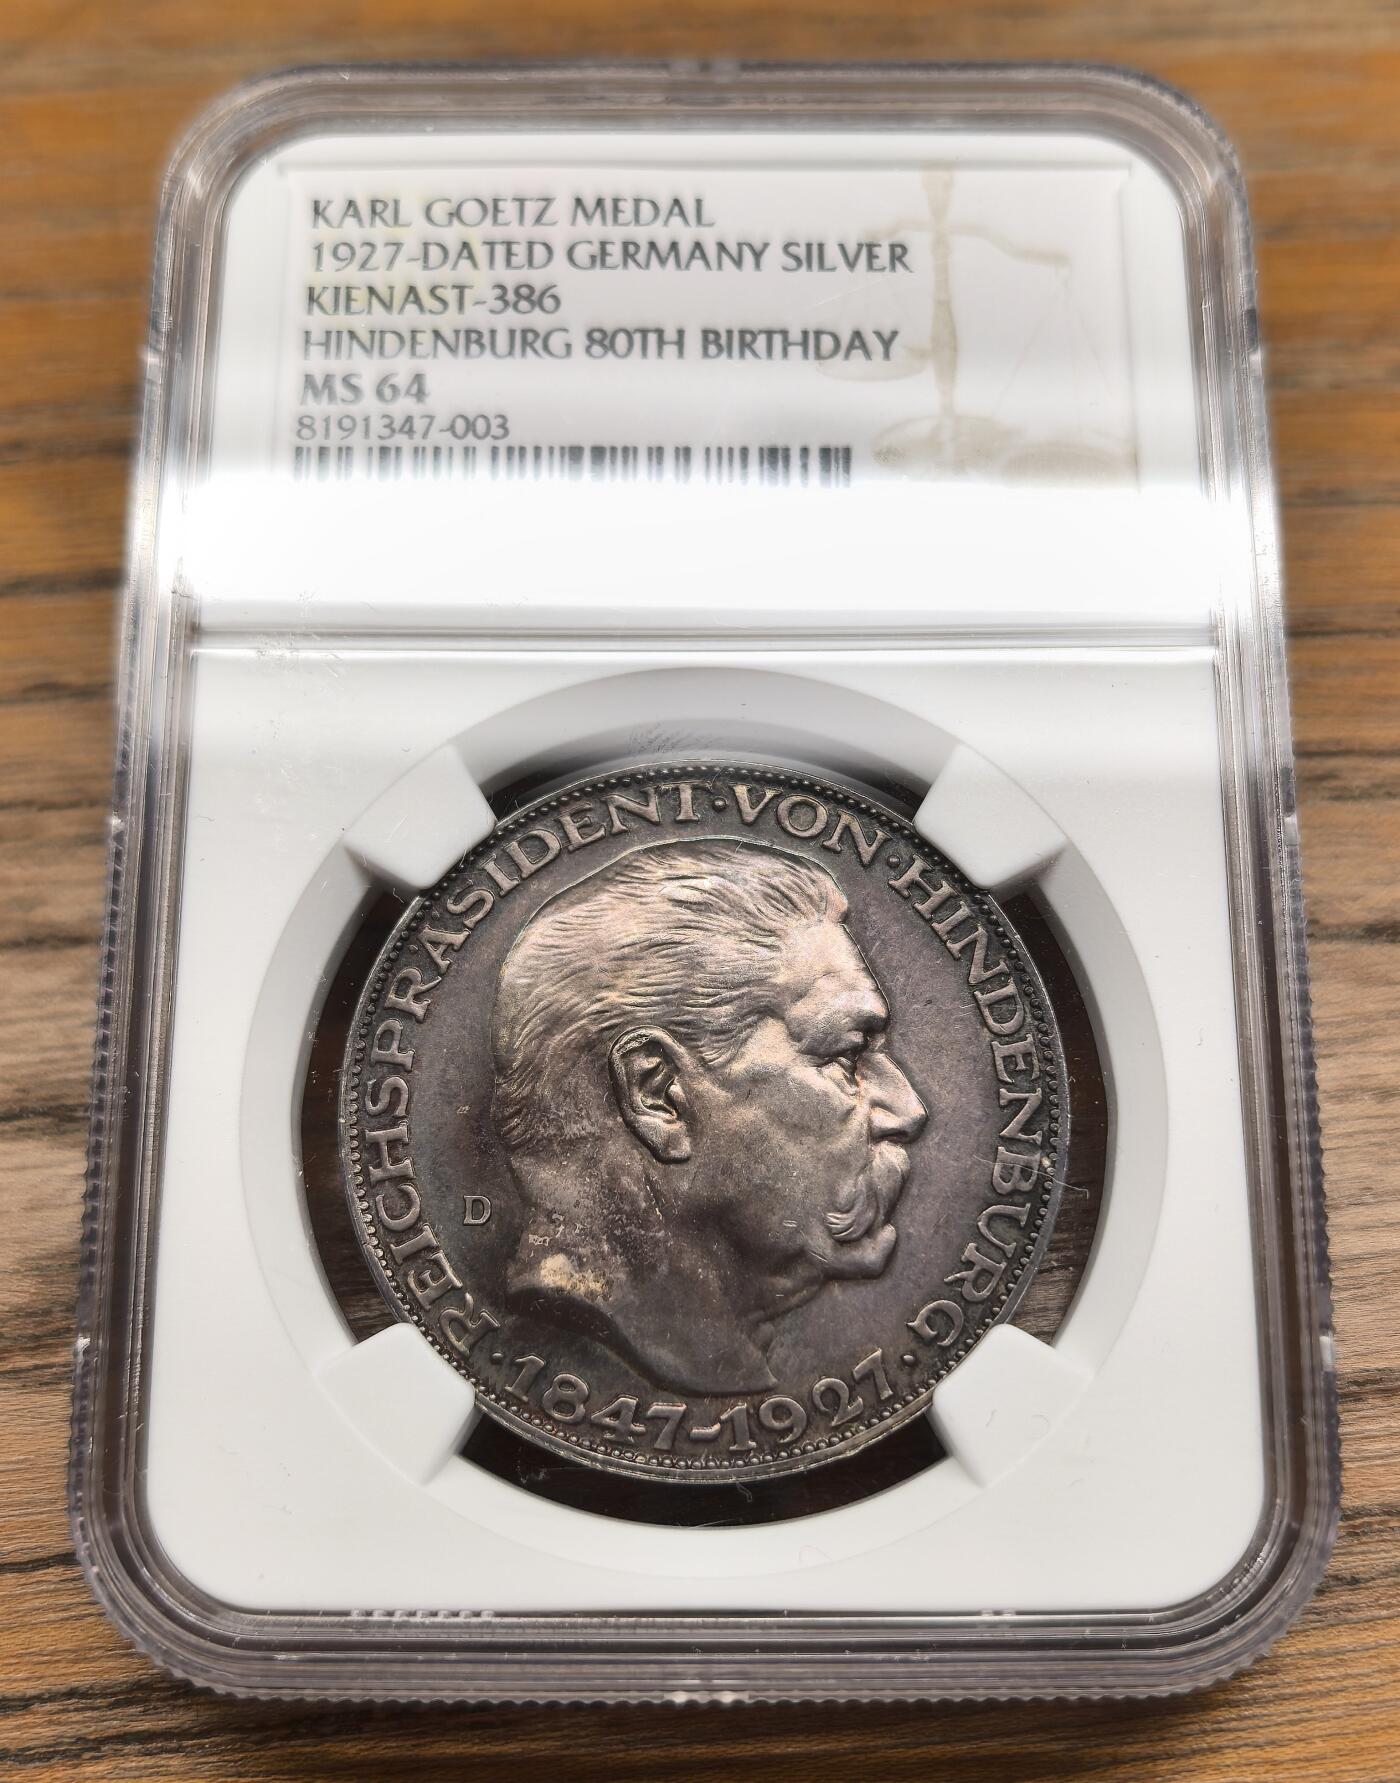 KARL GOETZ MEDAL
1927-DATED GERMANY SILVER
KIENAST-386
HINDENBURG 80TH BIRTHDAY
MS 64
8191347-003
REICHSPRÄSIDENT·VON·HINDENBURG
D
·1847-1927·